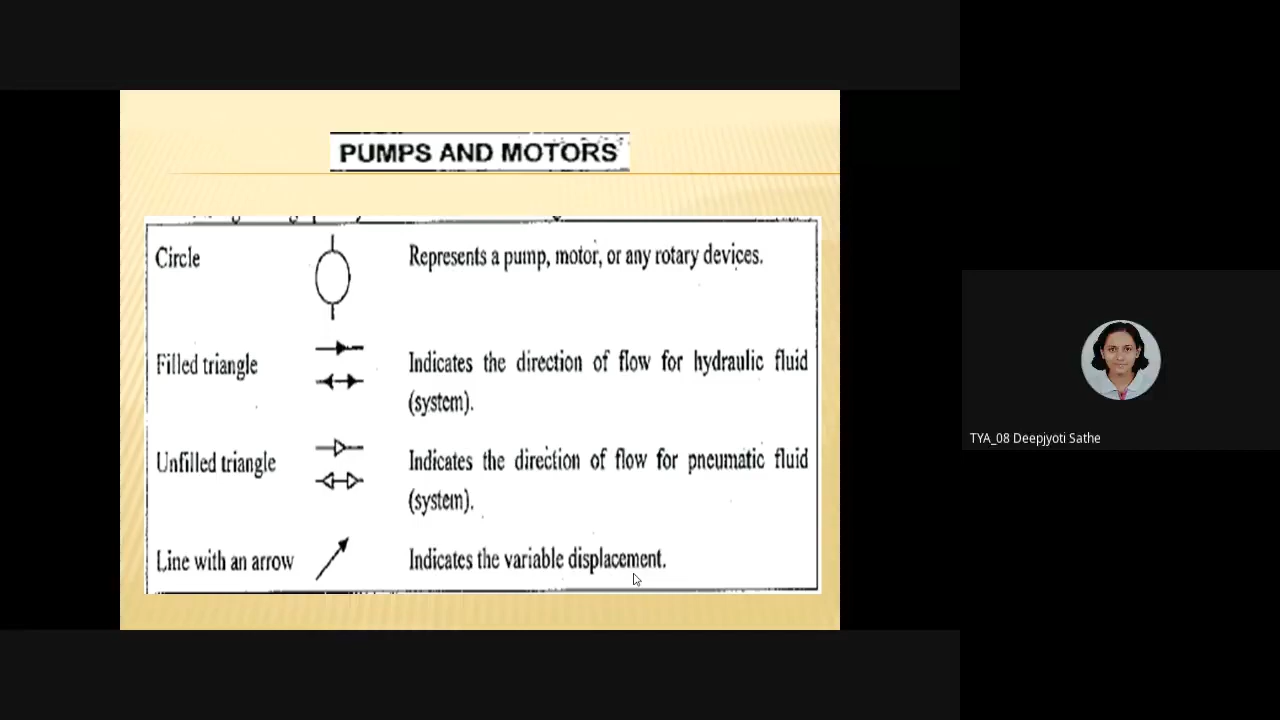 PUMPS AND MOTORS
Circle
Represents a pump, motor, or any rotary devices.
Filled triangle
Indicates the direction of flow for hydraulic fluid
(system).
Unfilled triangle
Indicates the direction of flow for pneumatic fluid
(system).
Line with an arrow
Indicates the variable displacement.
TYA_08 Deepjyoti Sathe